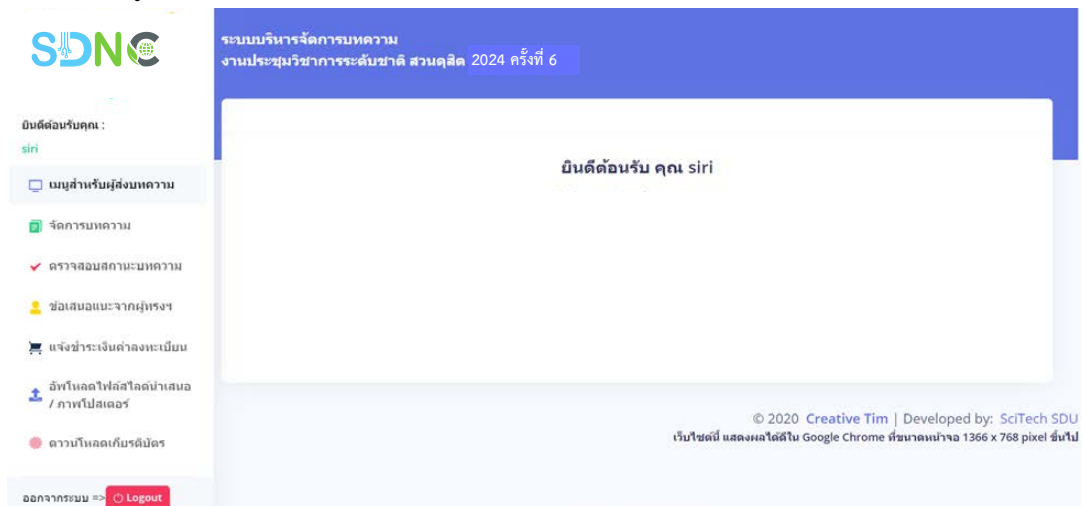 SDNC
ระบบบริหารจัดการบทความ
งานประชุมวิชาการระดับชาติ สวนดุสิต 2024 ครั้งที่ 6
ยินดีต้อนรับคุณ :
siri
ยินดีต้อนรับ คุณ siri
เมนูสำหรับผู้ส่งบทความ
จัดการบทความ
ตรวจสอบสถานะบทความ
ข้อเสนอแนะจากผู้ทรงฯ
แจ้งชำระเงินค่าลงทะเบียน
อัพโหลดไฟล์สไลด์นำเสนอ
/ ภาพโปสเตอร์
ดาวน์โหลดเกียรติบัตร
ออกจากระบบ => Logout
© 2020 Creative Tim | Developed by: SciTech SDU
เว็บไซต์นี้ แสดงผลได้ดีใน Google Chrome ที่ขนาดหน้าจอ 1366 x 768 pixel ขึ้นไป